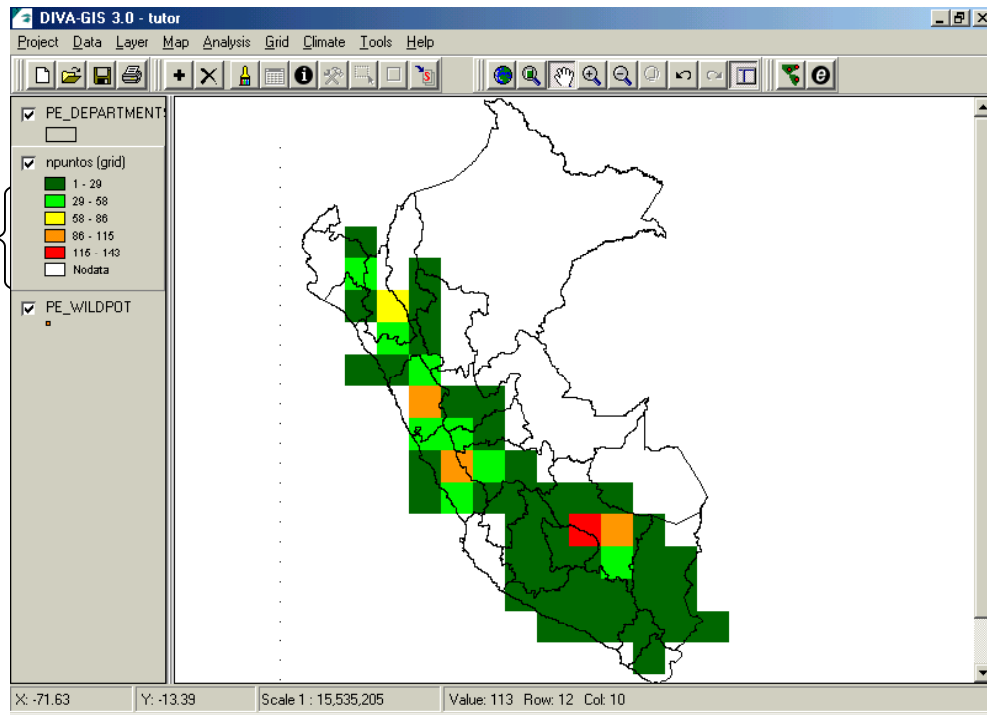 DIVA-GIS 3.0 - tutor
Project Data Layer Map Analysis Grid Climate Tools Help
PE_DEPARTMENTS
npuntos (grid)
1 - 29
29 - 58
58 - 86
86 - 115
115 - 143
Nodata
PE_WILDPOT
X: -71.63 Y: -13.39 Scale 1 : 15,535,205 Value: 113 Row: 12 Col: 10